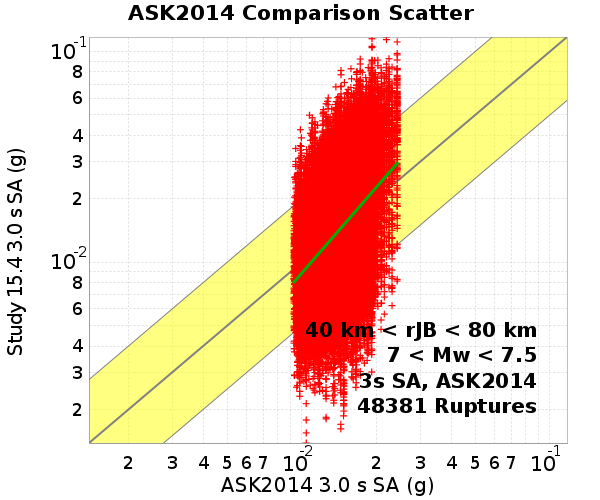 ASK2014 Comparison Scatter
10-1
8
6
4
3
2
10-2
8
6
4
3
2
Study 15.4 3.0 s SA (g)
40 km < rJB < 80 km
7 < Mw < 7.5
3s SA, ASK2014
48381 Ruptures
2 3 4 5 6 7 10-2 2 3 4 5 6 7 10-1
ASK2014 3.0 s SA (g)